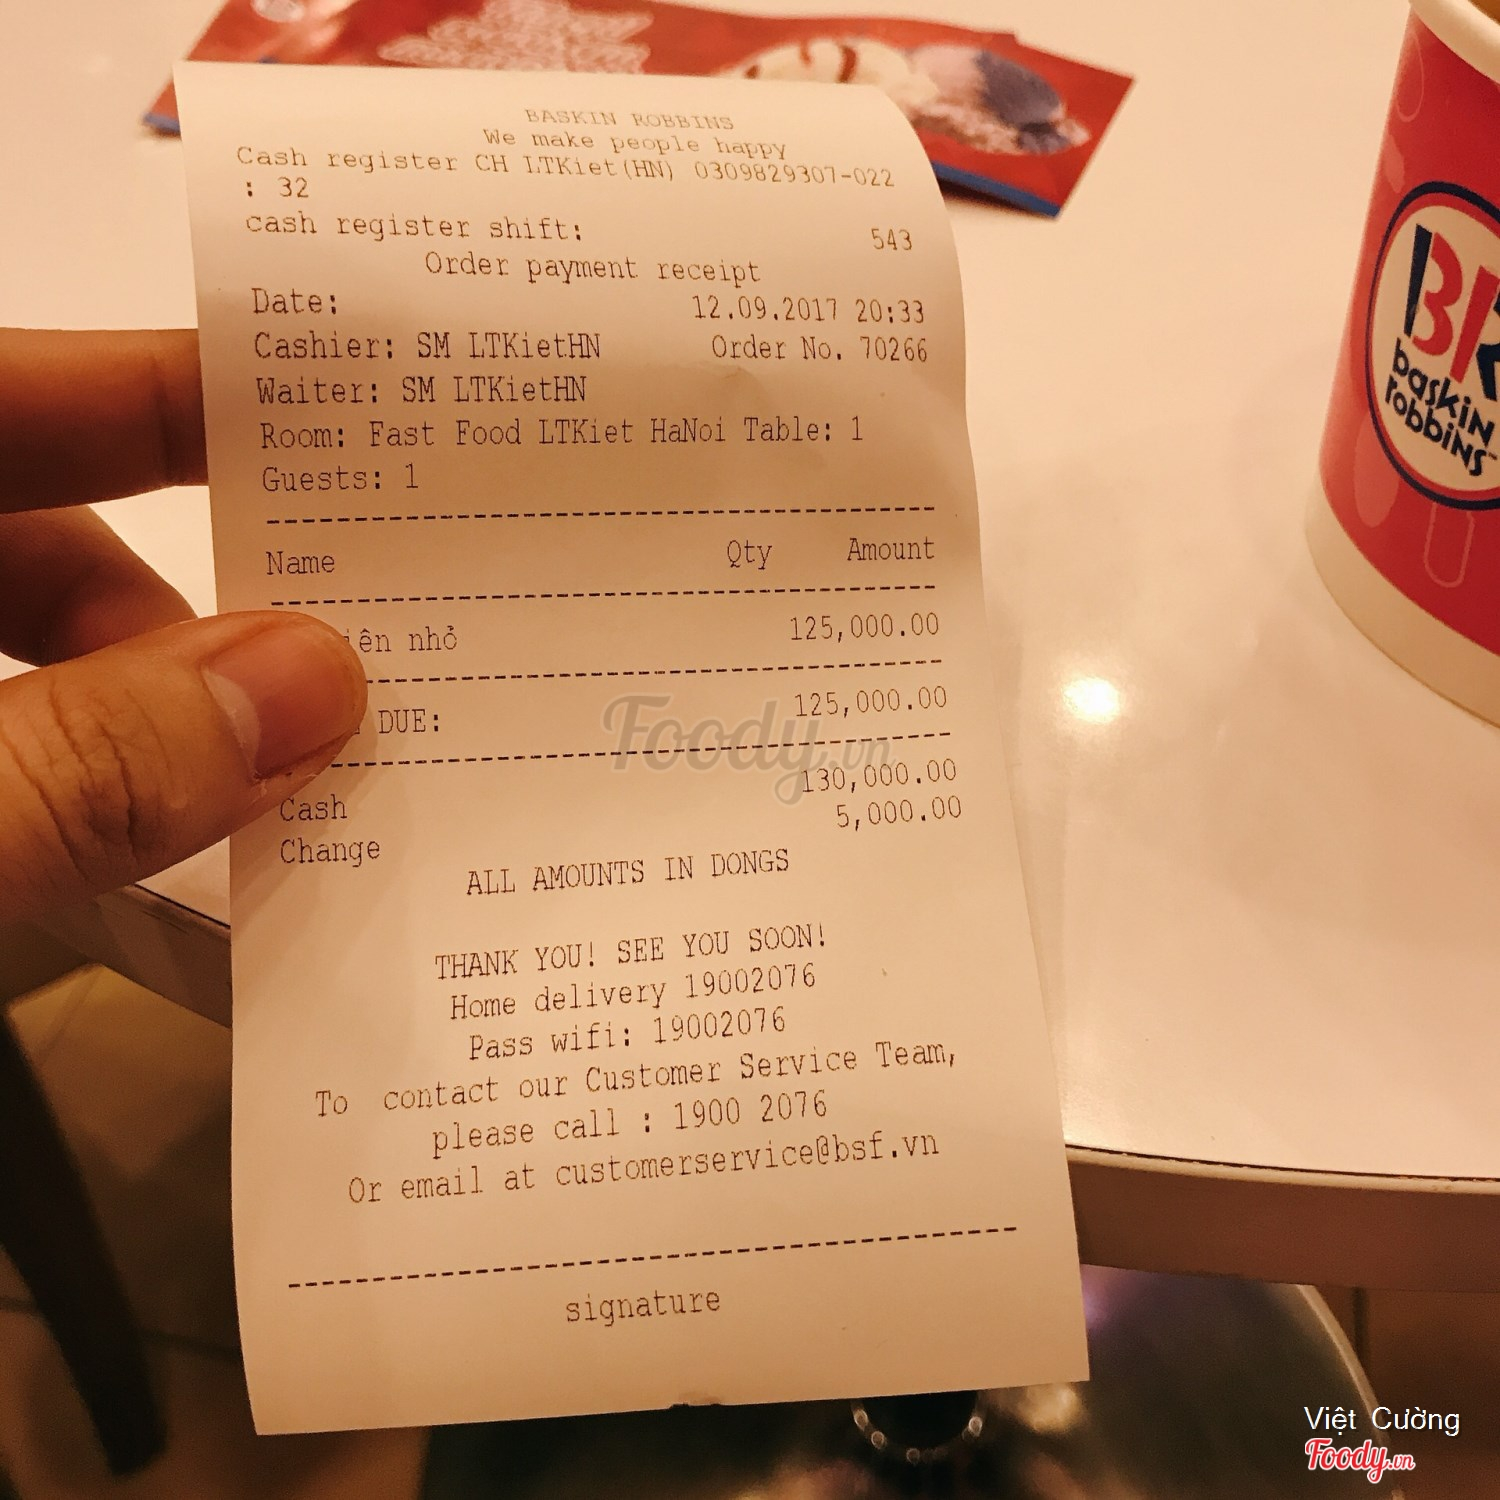 BASKIN ROBBINS
We make people happy
Cash register CH LTKiet(HN) 0309829307-022
: 32
cash register shift: 543
Order payment receipt
Date: 12.09.2017 20:33
Cashier: SM LTKietHN Order No. 70266
Waiter: SM LTKietHN
Room: Fast Food LTKiet HaNoi Table: 1
Guests: 1
Name Qty Amount
nhỏ 125,000.00
DUE: 125,000.00
Cash 130,000.00
Change 5,000.00
ALL AMOUNTS IN DONGS
THANK YOU! SEE YOU SOON!
Home delivery 19002076
Pass wifi: 19002076
To contact our Customer Service Team,
please call : 1900 2076
Or email at customerservice@bsf.vn
signature
Foody.vn
BR
baskin
robbins
Việt Cường
Foody.vn